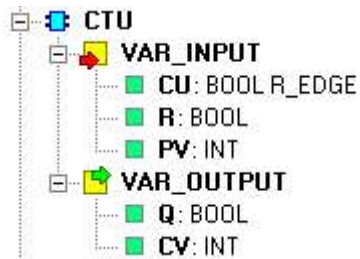 CTU
VAR_INPUT
CU: BOOL R_EDGE
R: BOOL
PV: INT
VAR_OUTPUT
Q: BOOL
CV: INT